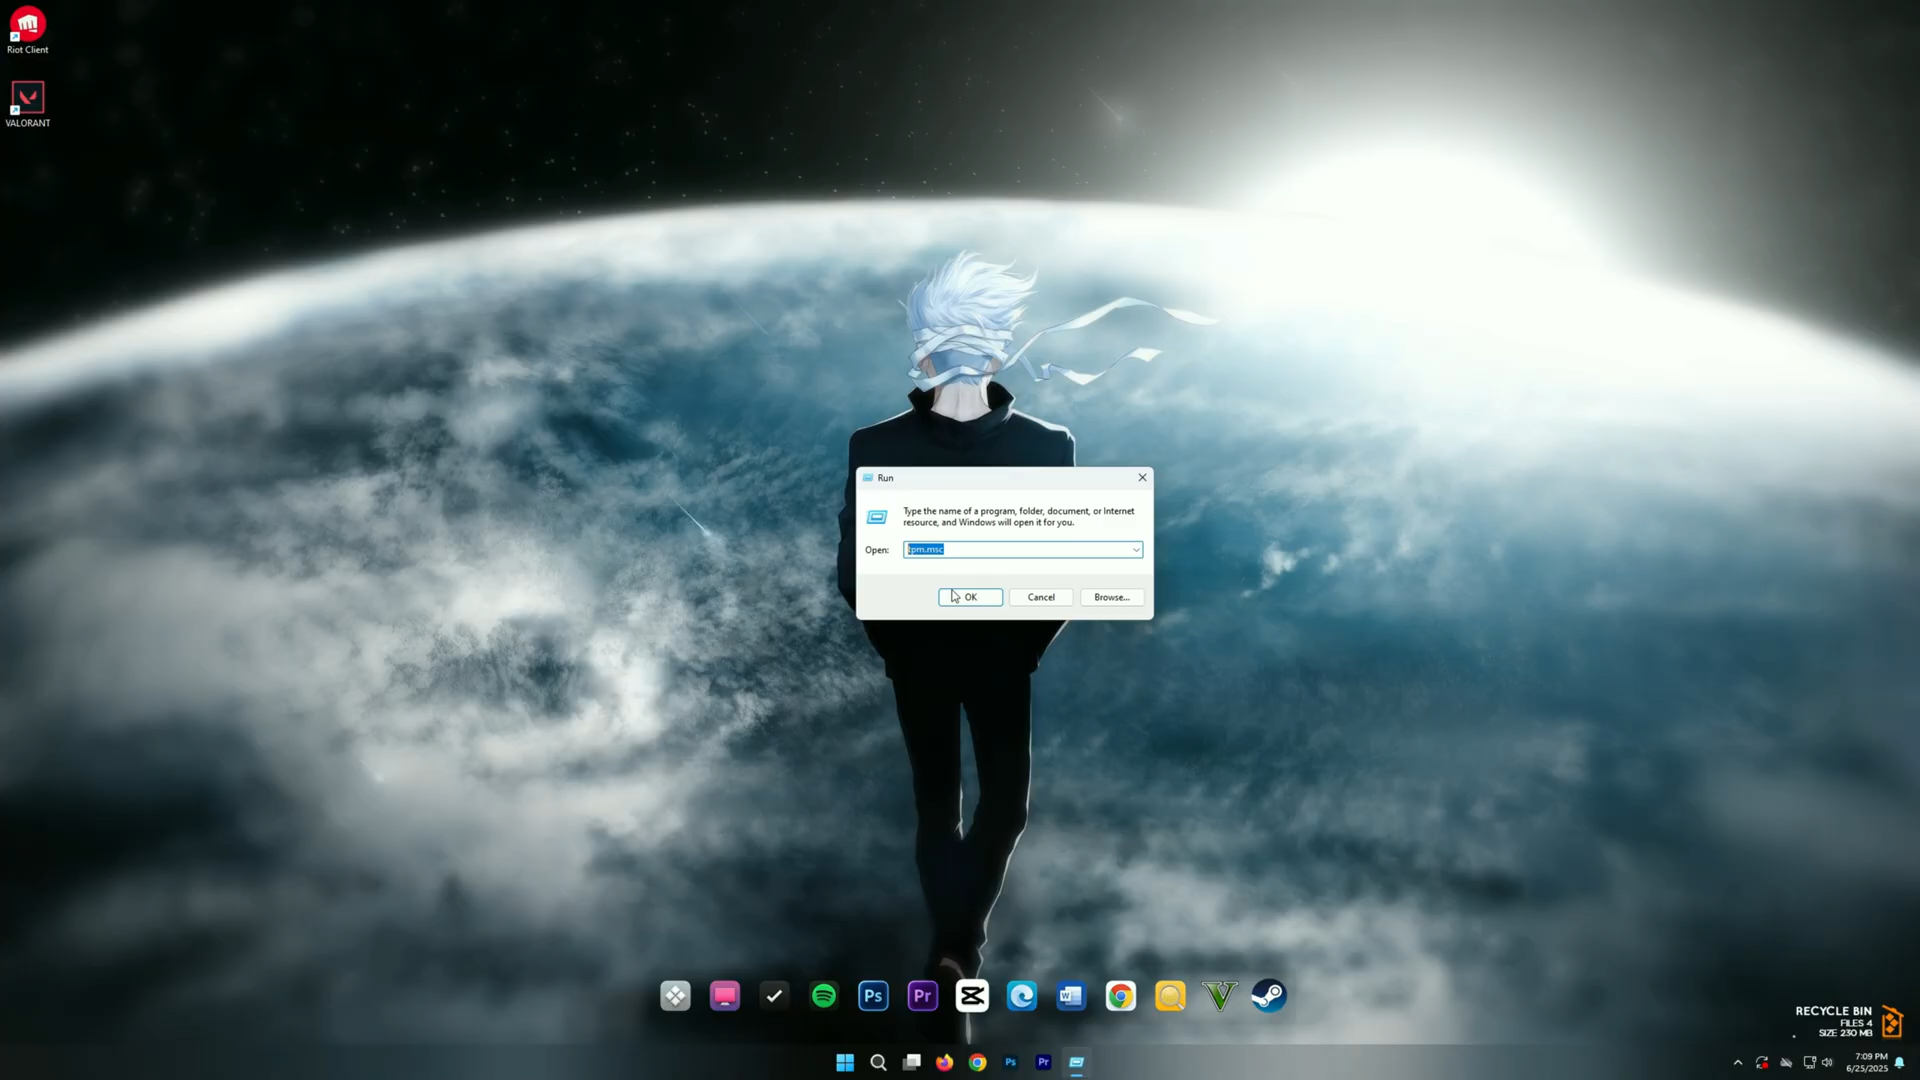 Riot Client
VALORANT
Run
Type the name of a program, folder, document, or Internet
resource, and Windows will open it for you.
Open:
tpm.msc
OK
Cancel
Browse...
Ps
Pr
RECYCLE BIN
FILES 4
SIZE 230 MB
Ps
Pr
7:09 PM
6/25/2025